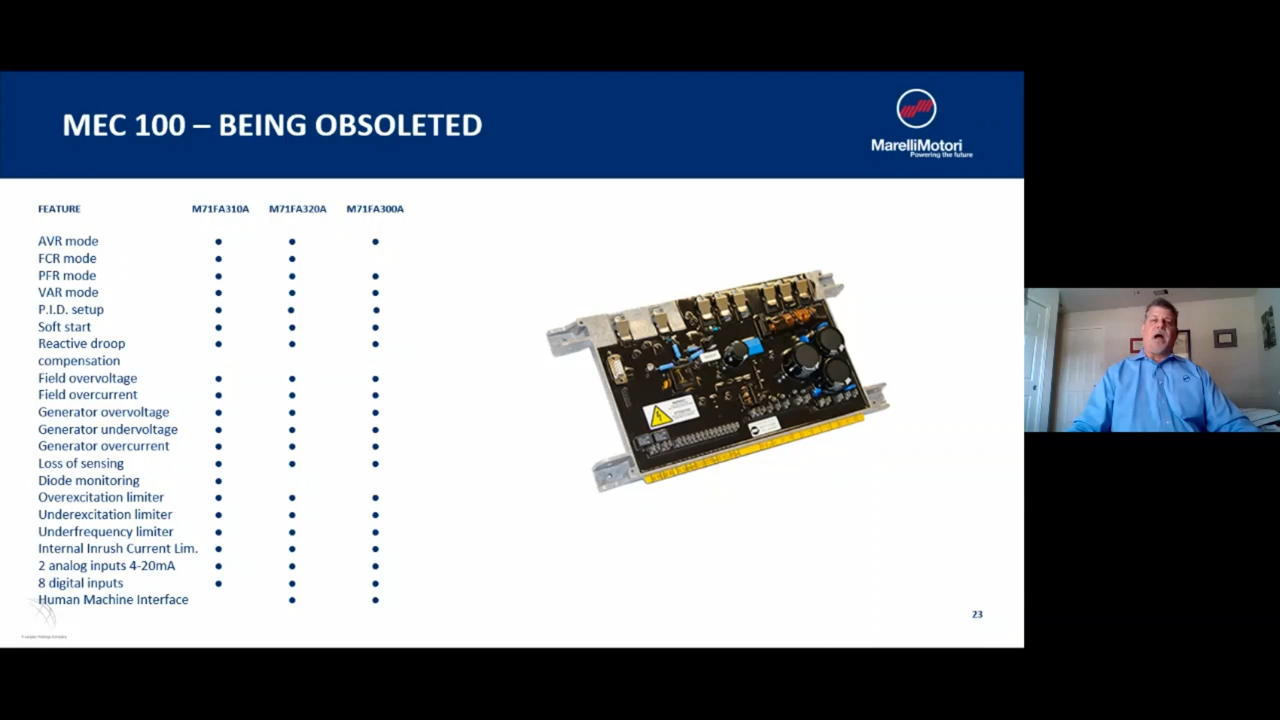 MEC 100 – BEING OBSOLETED
MarelliMotori
Powering the future
FEATURE M71FA310A M71FA320A M71FA300A
AVR mode ● ● ●
FCR mode ● ●
PFR mode ● ● ●
VAR mode ● ● ●
P.I.D. setup ● ● ●
Soft start ● ● ●
Reactive droop ● ● ●
compensation
Field overvoltage ● ● ●
Field overcurrent ● ● ●
Generator overvoltage ● ● ●
Generator undervoltage ● ● ●
Generator overcurrent ● ● ●
Loss of sensing ● ● ●
Diode monitoring ●
Overexcitation limiter ● ● ●
Underexcitation limiter ● ● ●
Underfrequency limiter ● ● ●
Internal Inrush Current Lim. ● ● ●
2 analog inputs 4-20mA ● ● ●
8 digital inputs ● ● ●
Human Machine Interface ● ●
23